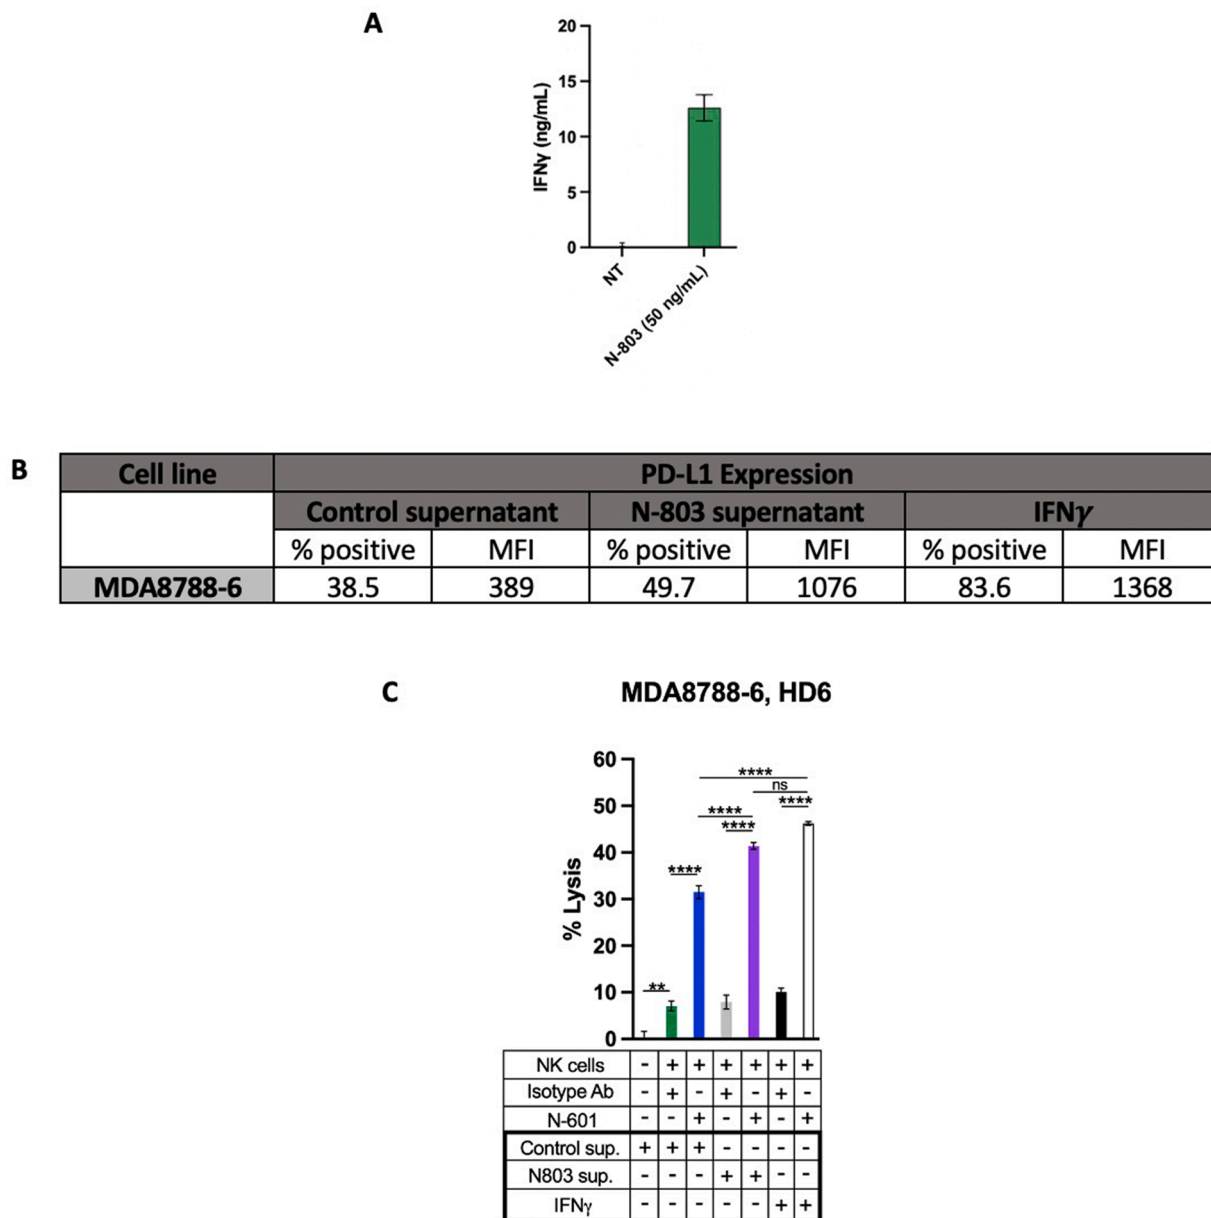 A
20
15
10
5
0
IFNγ (ng/mL)
NT
N-803 (50 ng/mL)
B
Cell line PD-L1 Expression
Control supernatant N-803 supernatant IFNγ
% positive MFI % positive MFI % positive MFI
MDA8788-6 38.5 389 49.7 1076 83.6 1368
C
MDA8788-6, HD6
60
50
40
30
20
10
0
% Lysis
****
ns
****
****
****
****
**
NK cells - + + + + + +
Isotype Ab - + - + - + -
N-601 - - + - + - +
Control sup. + + + - - - -
N803 sup. - - - + + - -
IFNγ - - - - - + +